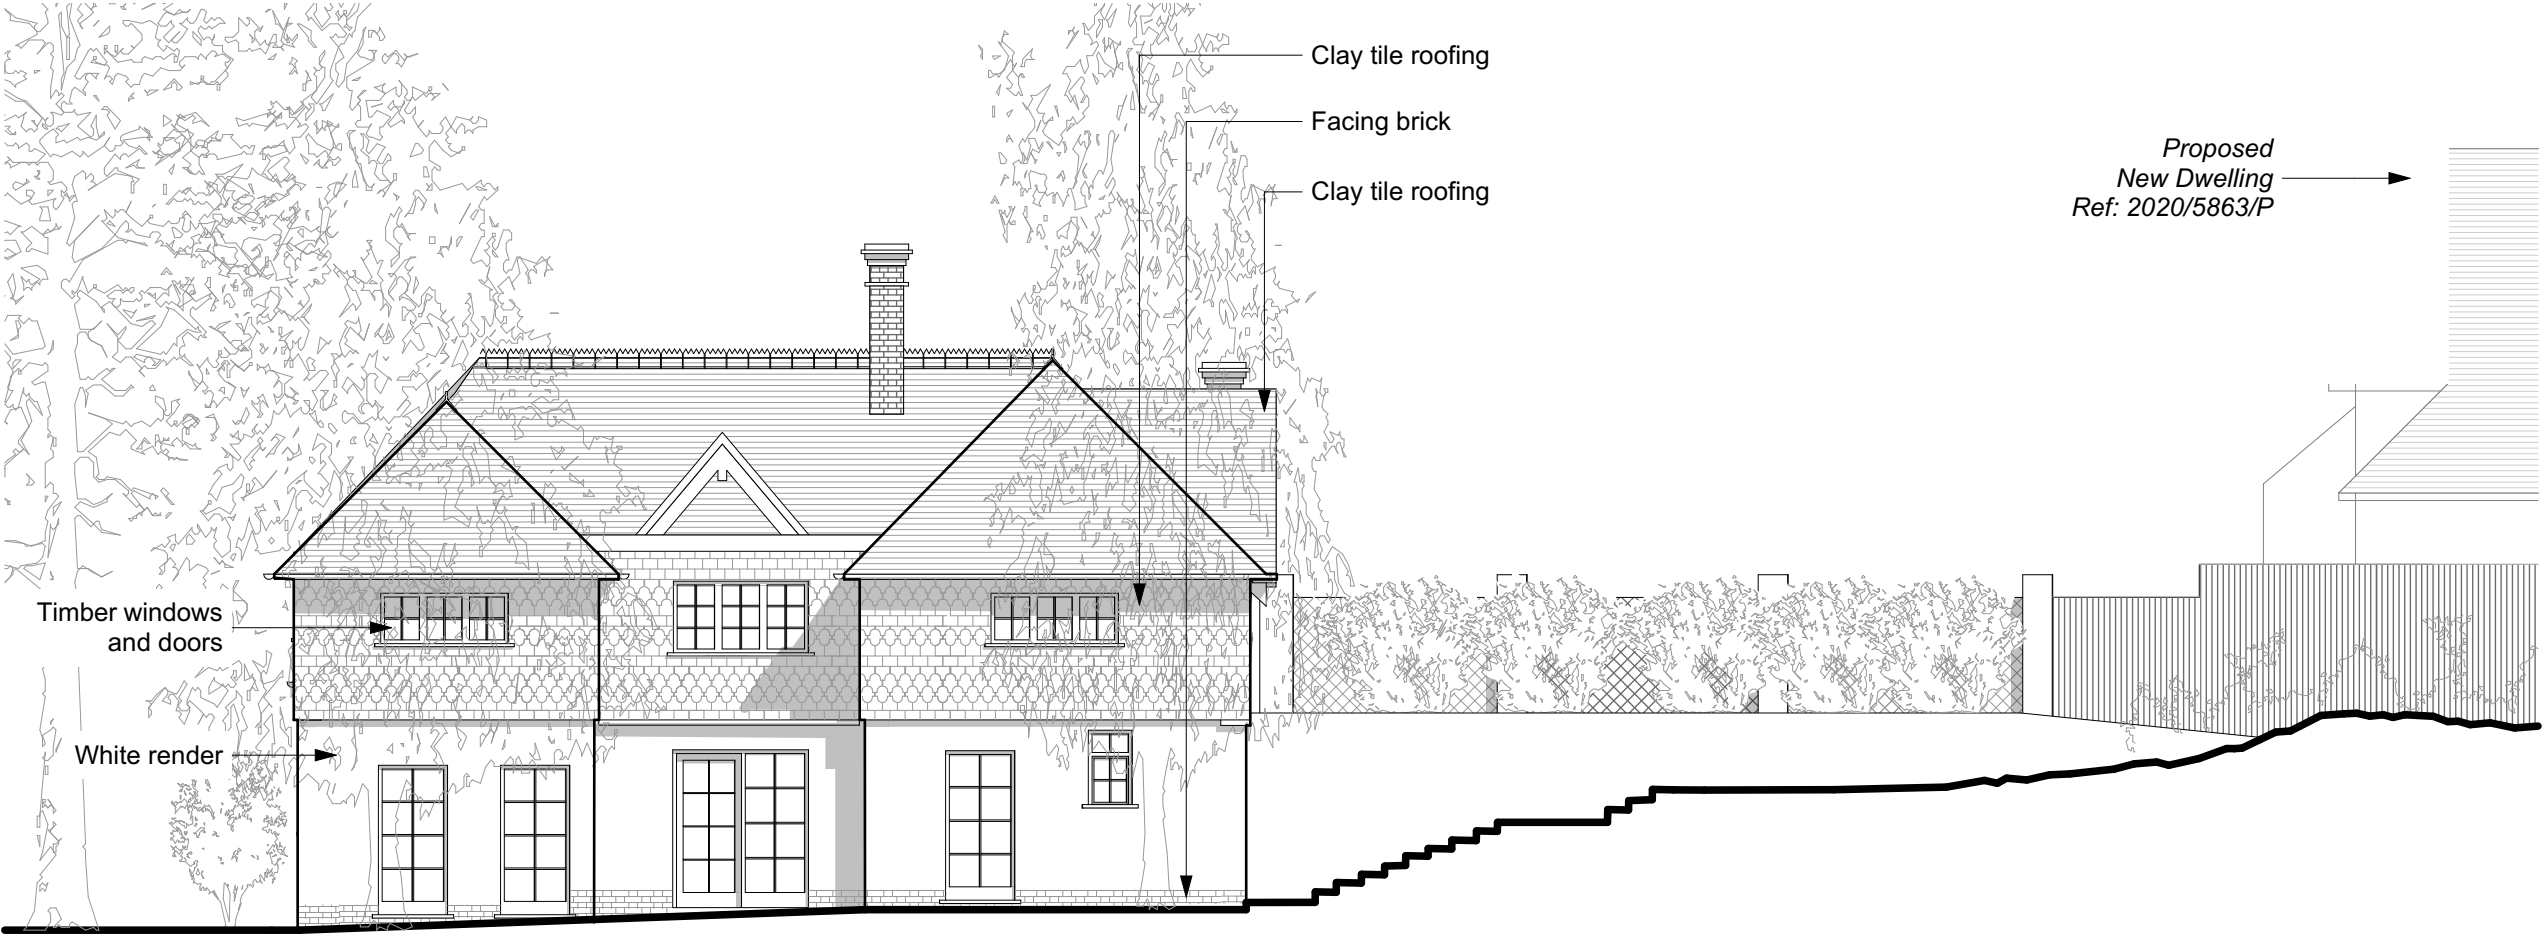 Clay tile roofing
Facing brick
Clay tile roofing
Proposed
New Dwelling
Ref: 2020/5863/P
Timber windows
and doors
White render